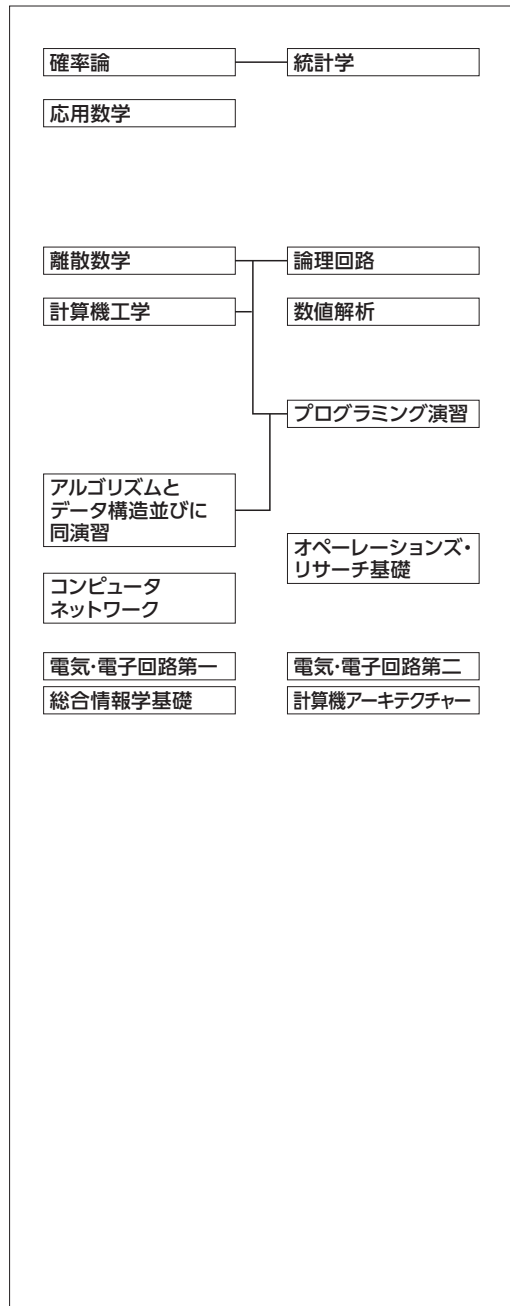 確率論
統計学
応用数学
離散数学
論理回路
計算機工学
数値解析
プログラミング演習
アルゴリズムと
データ構造並びに
同演習
オペーレーションズ・
リサーチ基礎
コンピュータ
ネットワーク
電気・電子回路第一
電気・電子回路第二
総合情報学基礎
計算機アーキテクチャー